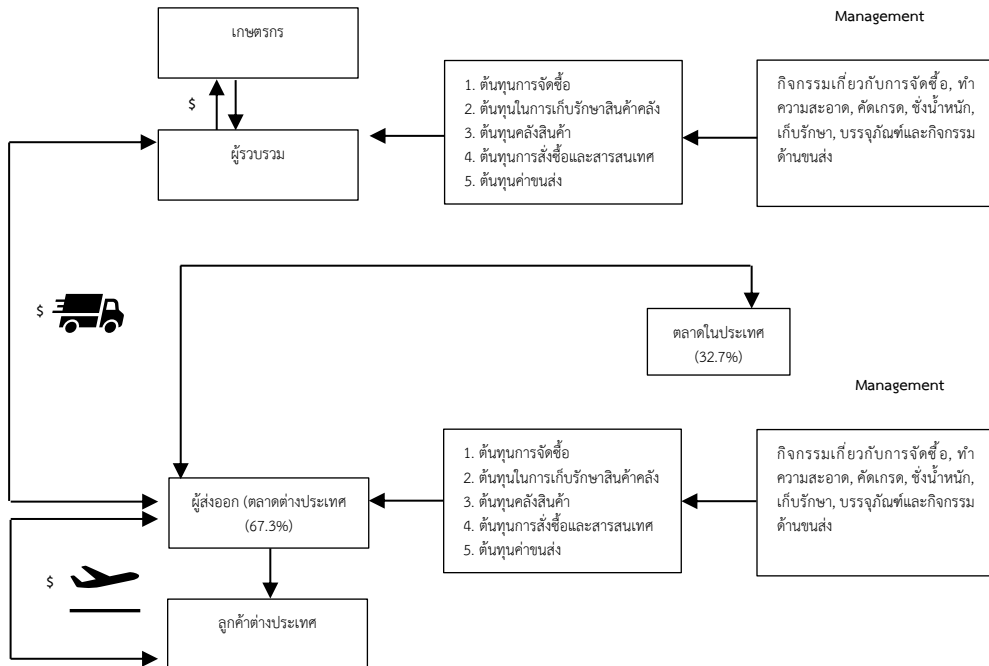 Management
เกษตรกร
$
ผู้รวบรวม
1. ต้นทุนการจัดซื้อ
2. ต้นทุนในการเก็บรักษาสินค้าคลัง
3. ต้นทุนคลังสินค้า
4. ต้นทุนการสั่งซื้อและสารสนเทศ
5. ต้นทุนค่าขนส่ง
กิจกรรมเกี่ยวกับการจัดซื้อ, ทำ
ความสะอาด, คัดเกรด, ชั่งน้ำหนัก,
เก็บรักษา, บรรจุภัณฑ์และกิจกรรม
ด้านขนส่ง
$
ตลาดในประเทศ
(32.7%)
Management
ผู้ส่งออก (ตลาดต่างประเทศ
(67.3%)
1. ต้นทุนการจัดซื้อ
2. ต้นทุนในการเก็บรักษาสินค้าคลัง
3. ต้นทุนคลังสินค้า
4. ต้นทุนการสั่งซื้อและสารสนเทศ
5. ต้นทุนค่าขนส่ง
กิจกรรมเกี่ยวกับการจัดซื้อ, ทำ
ความสะอาด, คัดเกรด, ชั่งน้ำหนัก,
เก็บรักษา, บรรจุภัณฑ์และกิจกรรม
ด้านขนส่ง
$
ลูกค้าต่างประเทศ